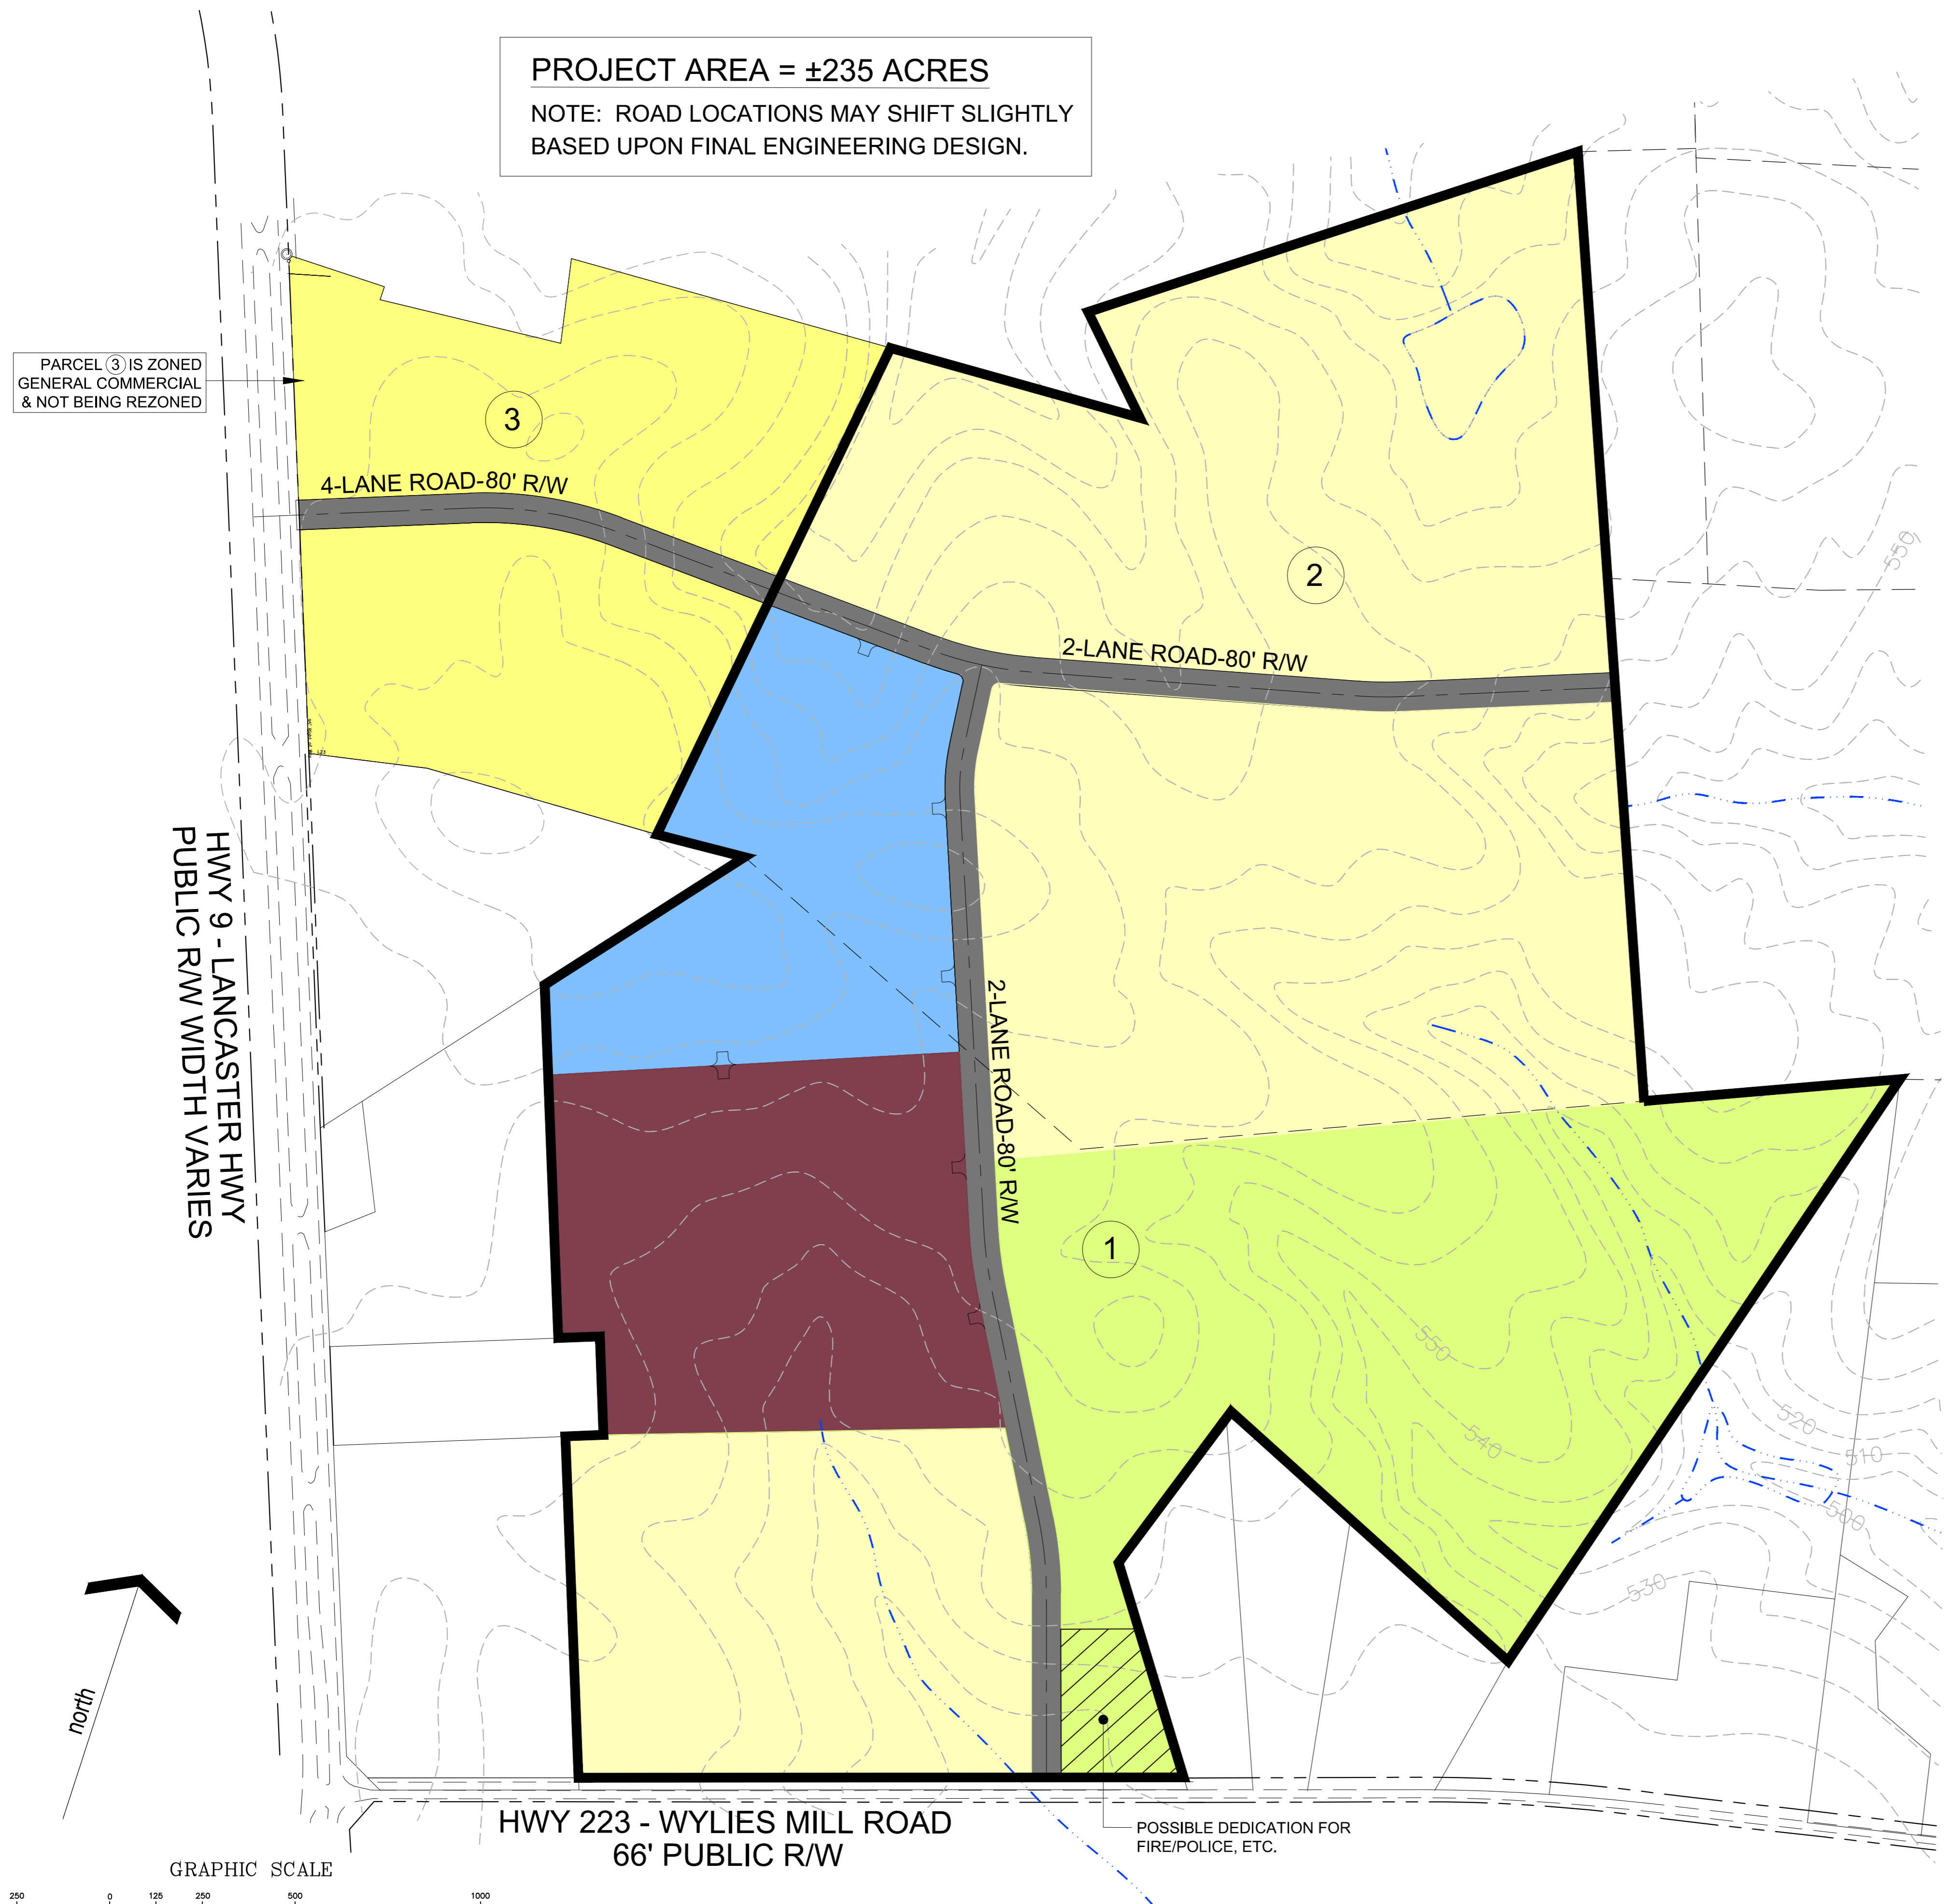 PROJECT AREA = ±235 ACRES
NOTE: ROAD LOCATIONS MAY SHIFT SLIGHTLY
BASED UPON FINAL ENGINEERING DESIGN.
PARCEL 3 IS ZONED
GENERAL COMMERCIAL
& NOT BEING REZONED
3
4-LANE ROAD-80' R/W
2
2-LANE ROAD-80' R/W
550
HWY 9 - LANCASTER HWY
PUBLIC R/W WIDTH VARIES
2-LANE ROAD-80' R/W
1
550
540
520
510
500
530
north
HWY 223 - WYLIES MILL ROAD
66' PUBLIC R/W
POSSIBLE DEDICATION FOR
FIRE/POLICE, ETC.
GRAPHIC SCALE
250 0 125 250 500 1000